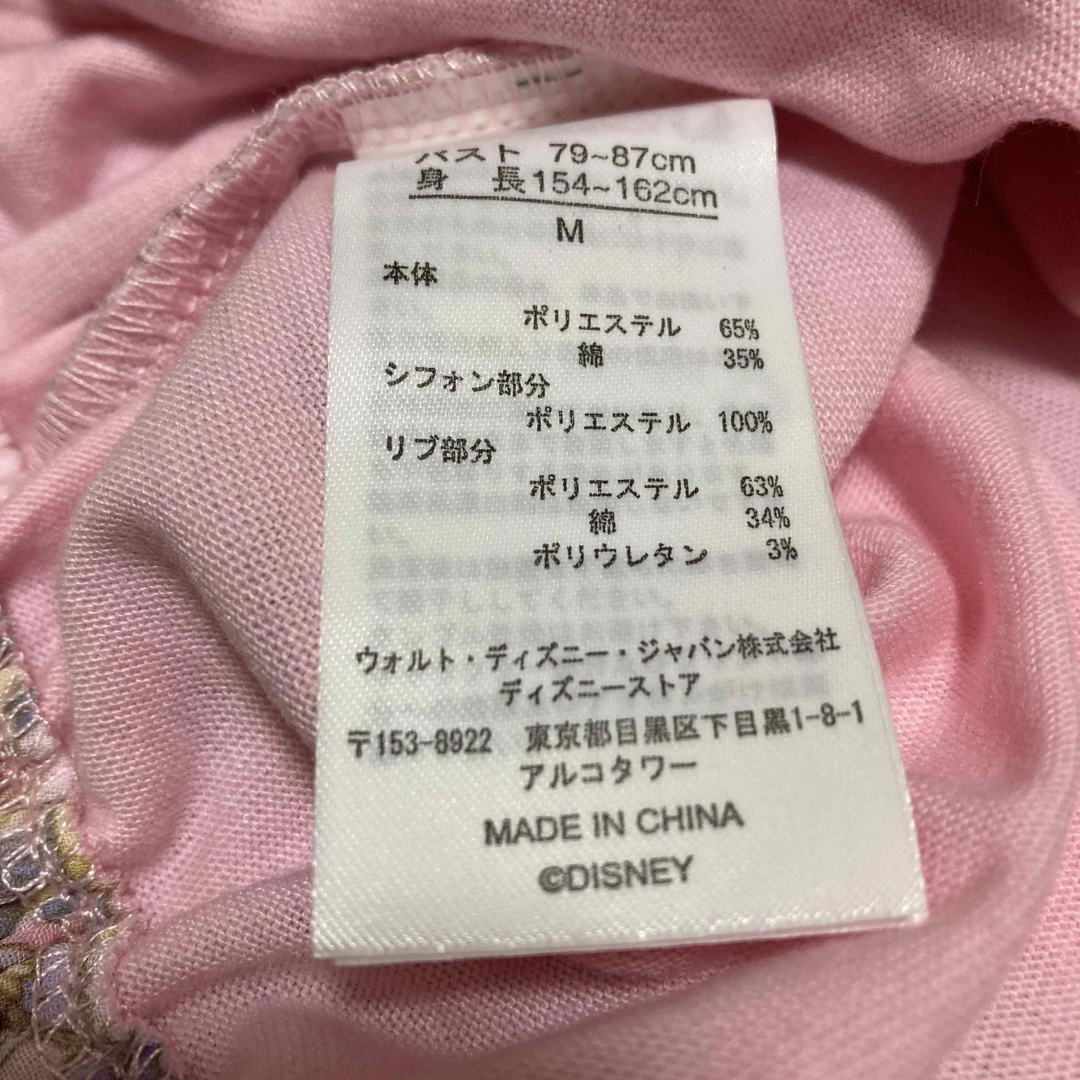 バスト 79~87cm
身 長 154~162cm
M
本体
ポリエステル 65%
綿 35%
シフォン部分
ポリエステル 100%
リブ部分
ポリエステル 63%
綿 34%
ポリウレタン 3%
ウォルト・ディズニー・ジャパン株式会社
ディズニーストア
〒153-8922 東京都目黒区下目黒1-8-1
アルコタワー
MADE IN CHINA
©DISNEY